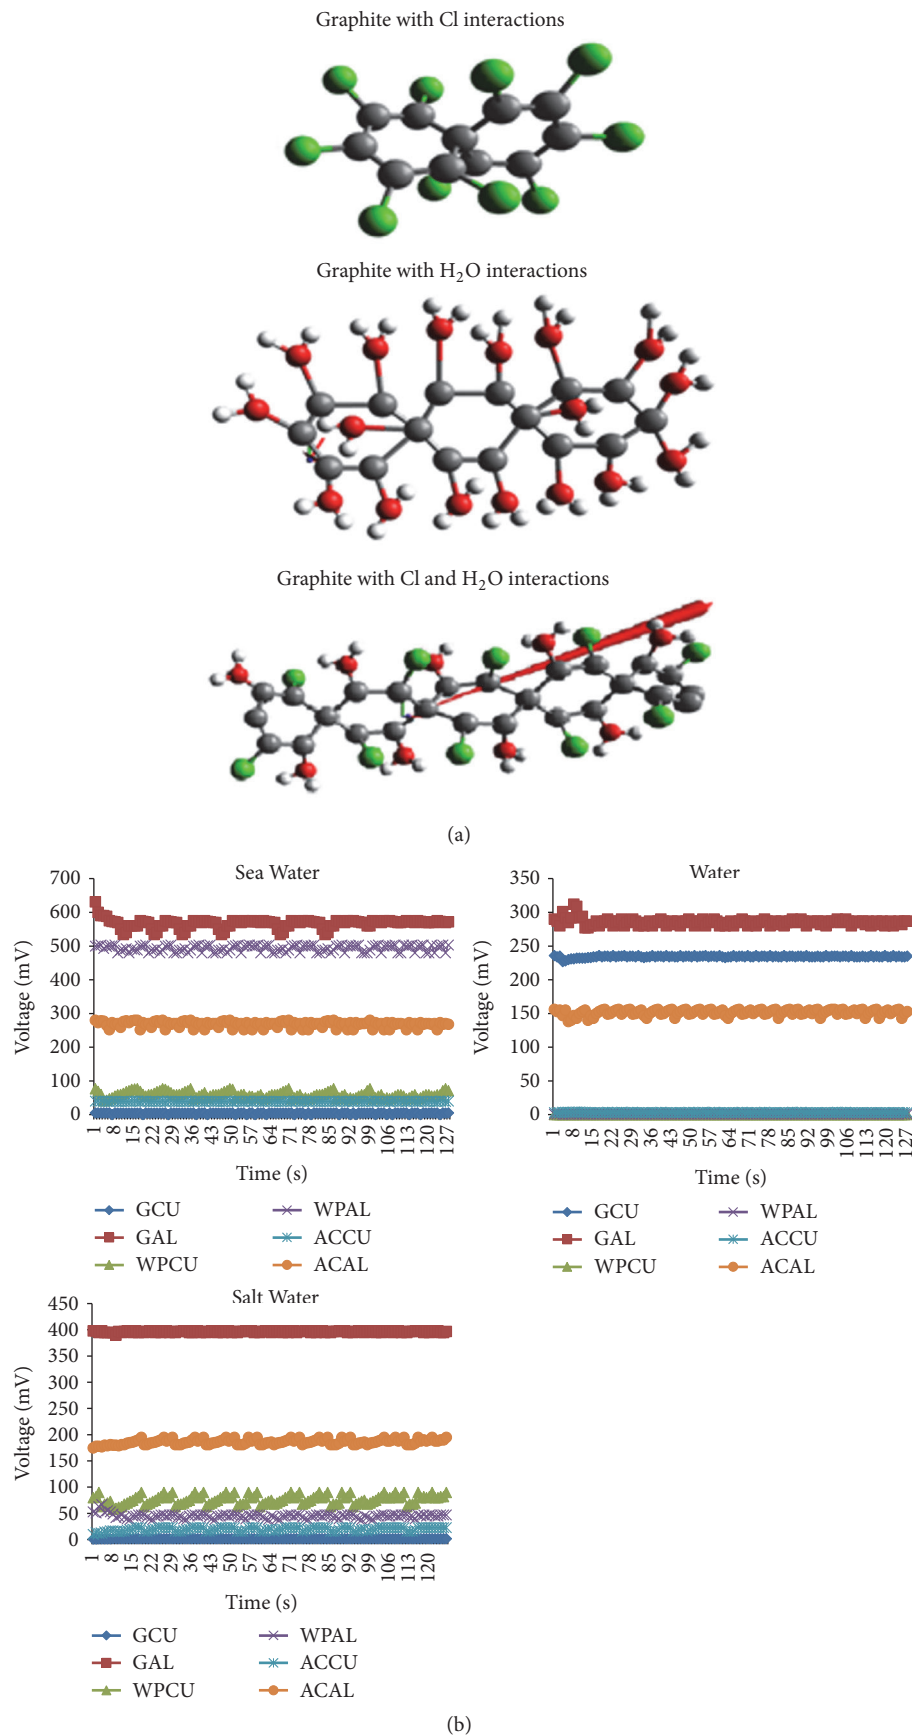 Graphite with Cl interactions
Graphite with H₂O interactions
Graphite with Cl and H₂O interactions
(a)
Sea Water
Voltage (mV)
700
600
500
400
300
200
100
0
1
8
15
22
29
36
43
50
57
64
71
78
85
92
99
106
113
120
127
Time (s)
GCU
GAL
WPCU
WPAL
ACCU
ACAL
Water
Voltage (mV)
350
300
250
200
150
100
50
0
1
8
15
22
29
36
43
50
57
64
71
78
85
92
99
106
113
120
127
Time (s)
GCU
GAL
WPCU
WPAL
ACCU
ACAL
Salt Water
Voltage (mV)
450
400
350
300
250
200
150
100
50
0
1
8
15
22
29
36
43
50
57
64
71
78
85
92
99
106
113
120
Time (s)
GCU
GAL
WPCU
WPAL
ACCU
ACAL
(b)